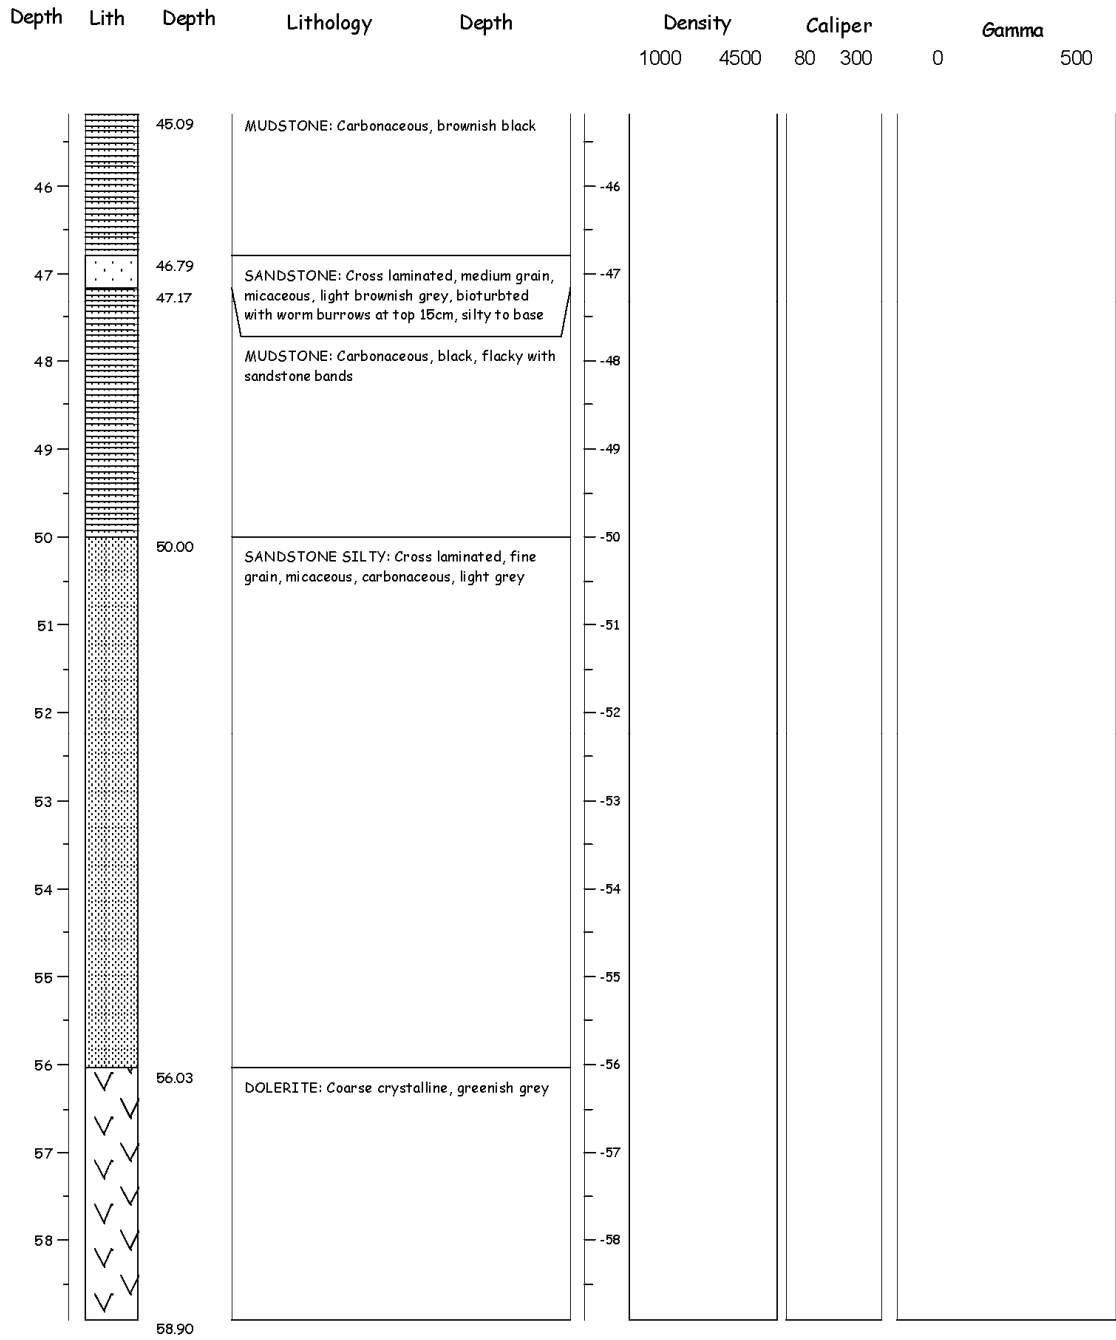 Depth Lith Depth Lithology Depth Density Caliper Gamma
1000 4500 80 300 0 500
45.09 MUDSTONE: Carbonaceous, brownish black
46 -46
46.79
47 SANDSTONE: Cross laminated, medium grain, -47
47.17 micaceous, light brownish grey, bioturbted
with worm burrows at top 15cm, silty to base
48 MUDSTONE: Carbonaceous, black, flacky with -48
sandstone bands
49 -49
50 -50
50.00
SANDSTONE SILTY: Cross laminated, fine
grain, micaceous, carbonaceous, light grey
51 -51
52 -52
53 -53
54 -54
55 -55
56 -56
56.03
DOLERITE: Coarse crystalline, greenish grey
57 -57
58 -58
58.90